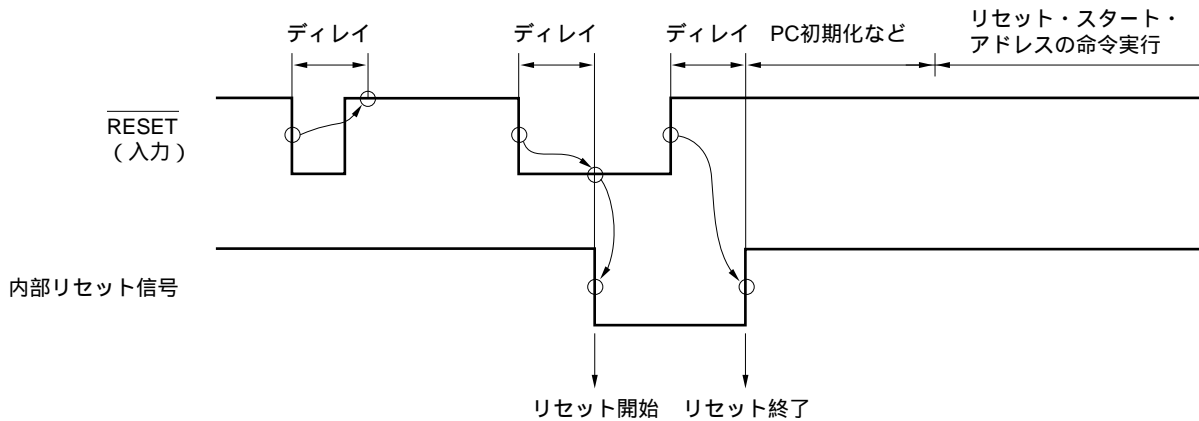 ディレイ
ディレイ
ディレイ
PC初期化など
リセット・スタート・
アドレスの命令実行
RESET
（入力）
内部リセット信号
リセット開始
リセット終了